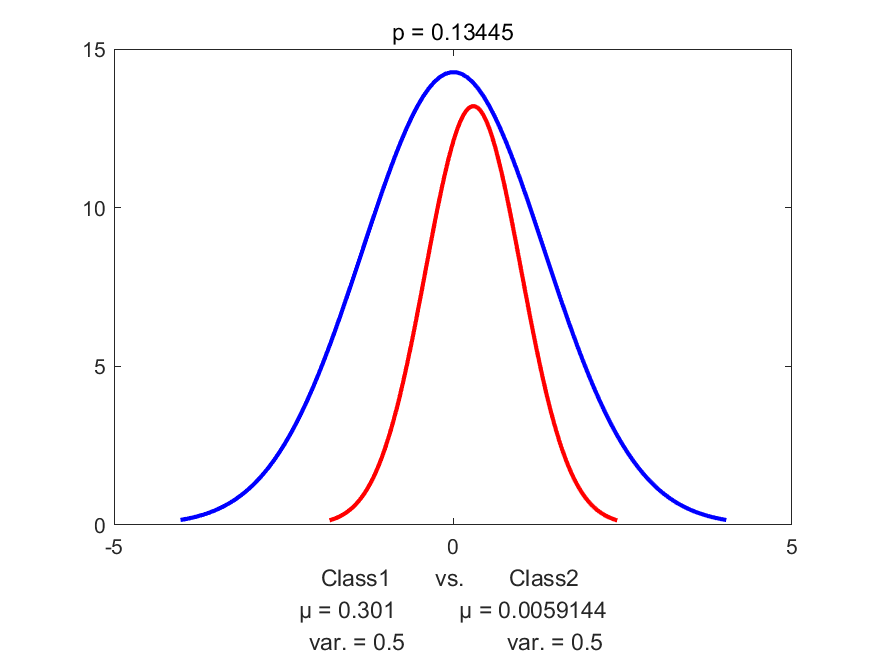 p = 0.13445
15
10
5
0
-5 0 5
Class1 vs. Class2
μ = 0.301 μ = 0.0059144
var. = 0.5 var. = 0.5